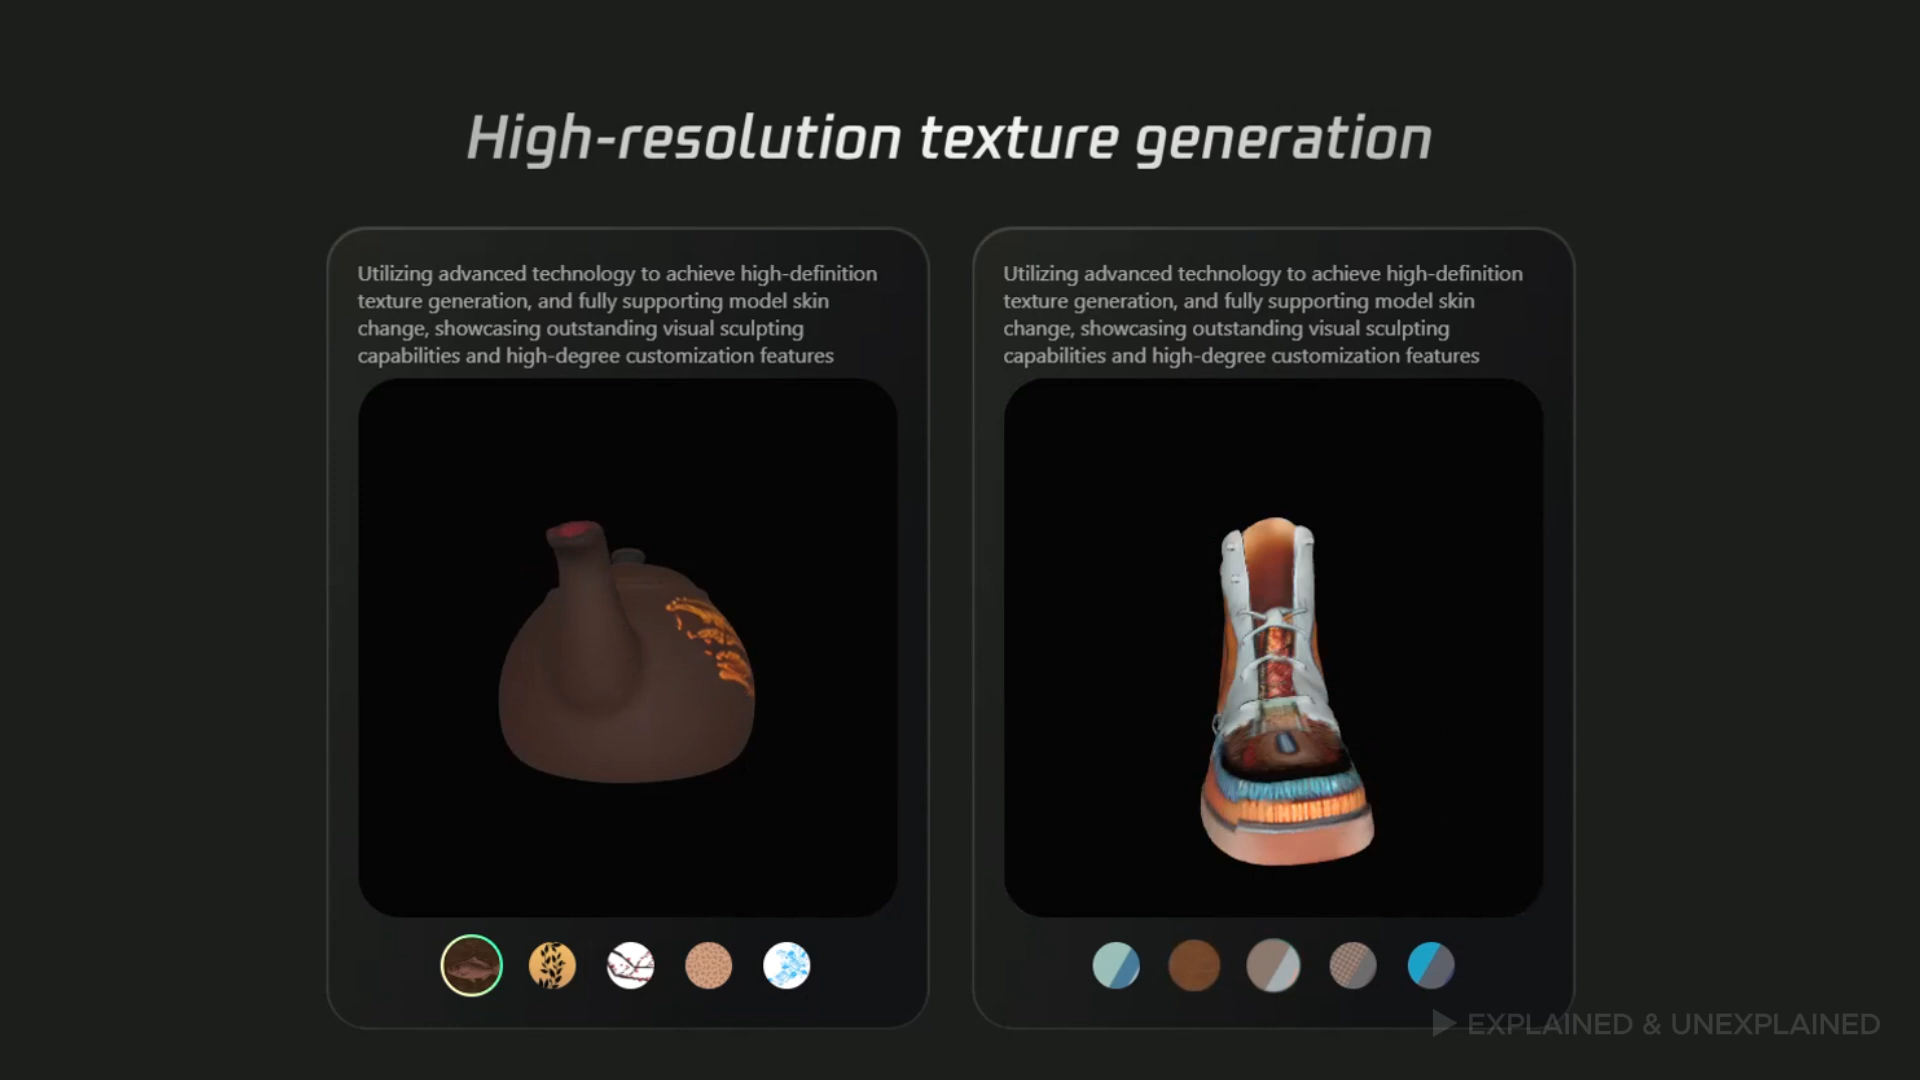 High-resolution texture generation
Utilizing advanced technology to achieve high-definition
texture generation, and fully supporting model skin
change, showcasing outstanding visual sculpting
capabilities and high-degree customization features
Utilizing advanced technology to achieve high-definition
texture generation, and fully supporting model skin
change, showcasing outstanding visual sculpting
capabilities and high-degree customization features
EXPLAINED & UNEXPLAINED